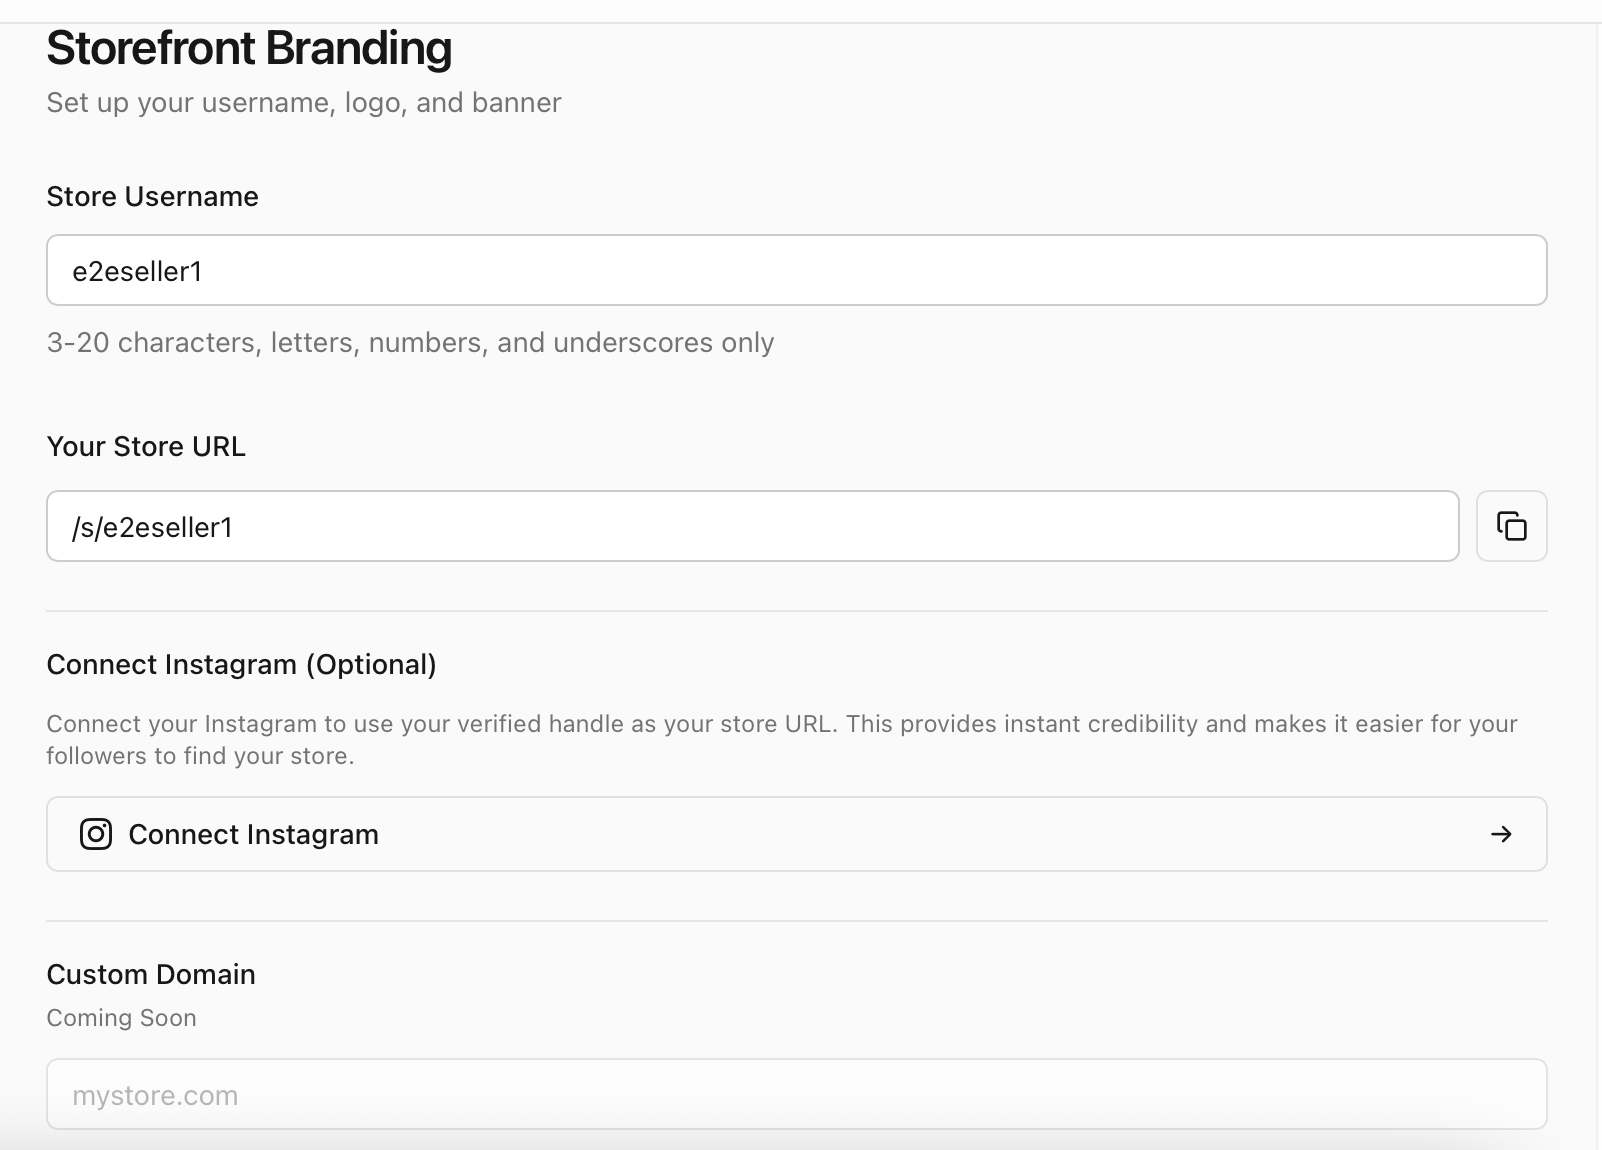 Storefront Branding
Set up your username, logo, and banner
Store Username
e2eseller1
3-20 characters, letters, numbers, and underscores only
Your Store URL
/s/e2eseller1
Connect Instagram (Optional)
Connect your Instagram to use your verified handle as your store URL. This provides instant credibility and makes it easier for your
followers to find your store.
Connect Instagram
Custom Domain
Coming Soon
mystore.com